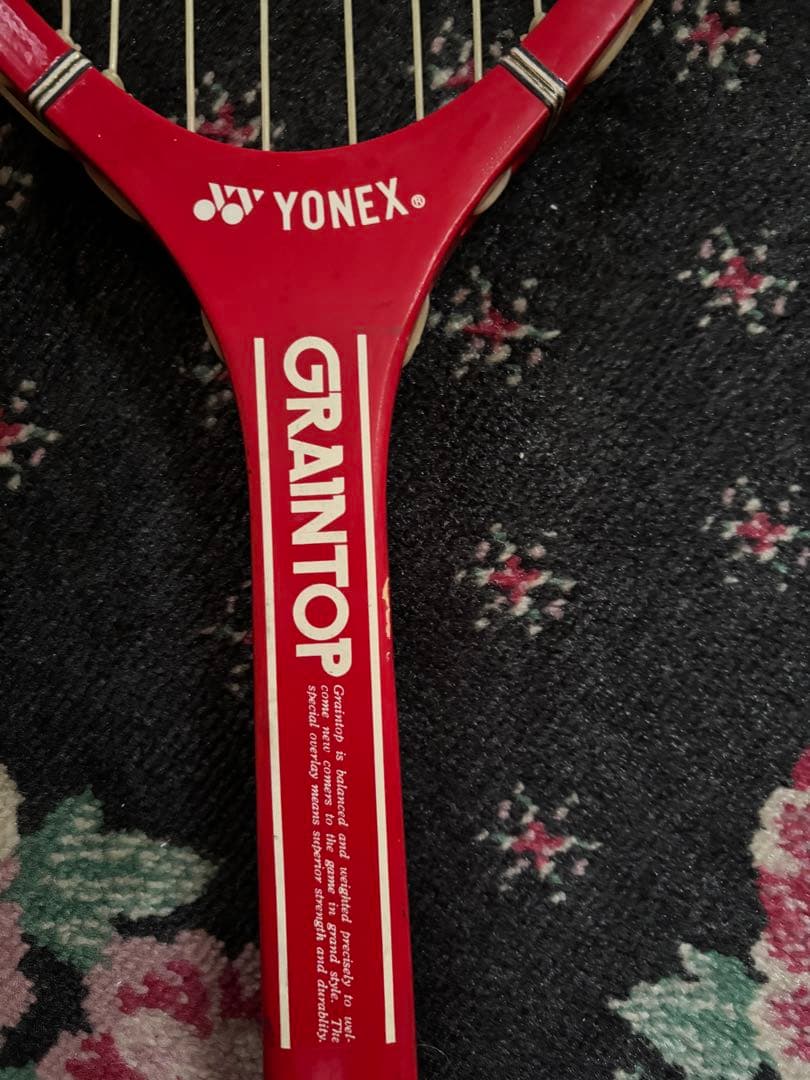 YONEX®
GRAINTOP
Graintop is balanced and weighted precisely to wel-
come new comers to the game in grand style. The
special overlay means superior strength and durablity.